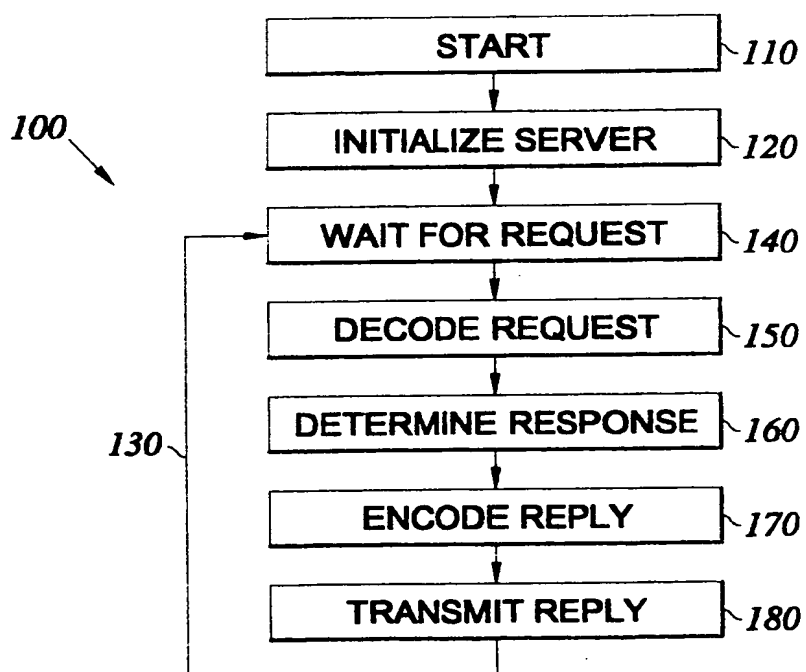 START 110
100
INITIALIZE SERVER 120
WAIT FOR REQUEST 140
DECODE REQUEST 150
DETERMINE RESPONSE 160
130
ENCODE REPLY 170
TRANSMIT REPLY 180